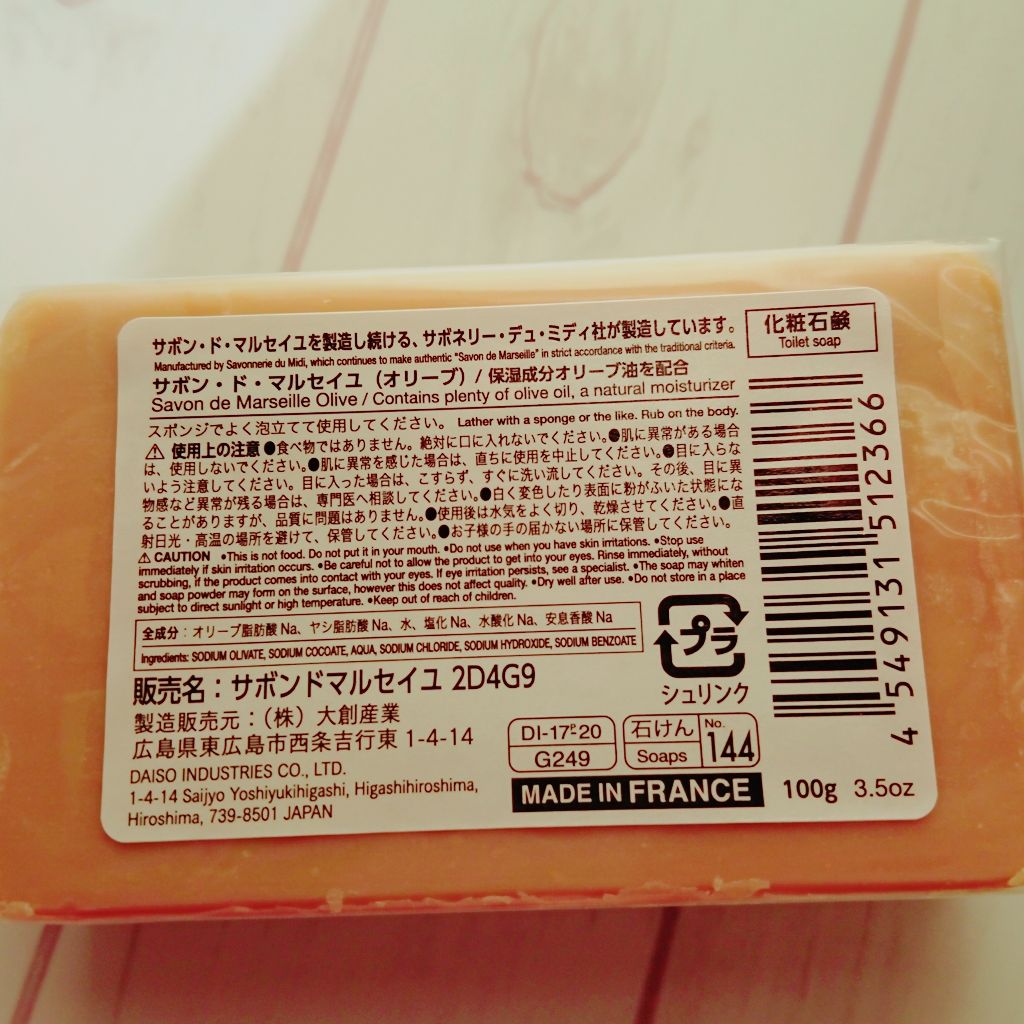 サボン・ド・マルセイユを製造し続ける、サボネリー・デュ・ミディ社が製造しています。
Manufactured by Savonnerie du Midi, which continues to make authentic "Savon de Marseille" in strict accordance with the traditional criteria.
化粧石鹸
Toilet soap
サボン・ド・マルセイユ（オリーブ）/ 保湿成分オリーブ油を配合
Savon de Marseille Olive / Contains plenty of olive oil, a natural moisturizer
スポンジでよく泡立てて使用してください。 Lather with a sponge or the like. Rub on the body.
⚠ 使用上の注意 ●食べ物ではありません。絶対に口に入れないでください。●肌に異常がある場合
は、使用しないでください。●肌に異常を感じた場合は、直ちに使用を中止してください。●目に入らな
いよう注意してください。目に入った場合は、こすらず、すぐに洗い流してください。その後、目に異
物感など異常が残る場合は、専門医へ相談してください。●白く変色したり表面に粉がふいた状態にな
ることがありますが、品質に問題はありません。●使用後は水気をよく切り、乾燥させてください。●直
射日光・高温の場所を避けて、保管してください。●お子様の手の届かない場所に保管してください。
⚠ CAUTION •This is not food. Do not put it in your mouth. •Do not use when you have skin irritations. •Stop use
immediately if skin irritation occurs. •Be careful not to allow the product to get into your eyes. Rinse immediately, without
scrubbing, if the product comes into contact with your eyes. If eye irritation persists, see a specialist. •The soap may whiten
and soap powder may form on the surface, however this does not affect quality. •Dry well after use. •Do not store in a place
subject to direct sunlight or high temperature. •Keep out of reach of children.
全成分：オリーブ脂肪酸 Na、ヤシ脂肪酸 Na、水、塩化 Na、水酸化 Na、安息香酸 Na
Ingredients: SODIUM OLIVATE, SODIUM COCOATE, AQUA, SODIUM CHLORIDE, SODIUM HYDROXIDE, SODIUM BENZOATE
プラ
シュリンク
販売名：サボンドマルセイユ 2D4G9
製造販売元：（株）大創産業
広島県東広島市西条吉行東 1-4-14
DAISO INDUSTRIES CO., LTD.
1-4-14 Saijyo Yoshiyukihigashi, Higashihiroshima,
Hiroshima, 739-8501 JAPAN
DI-17ﾋ20
G249
石けん
Soaps
No.
144
MADE IN FRANCE
100g 3.5oz
4 549131 512366